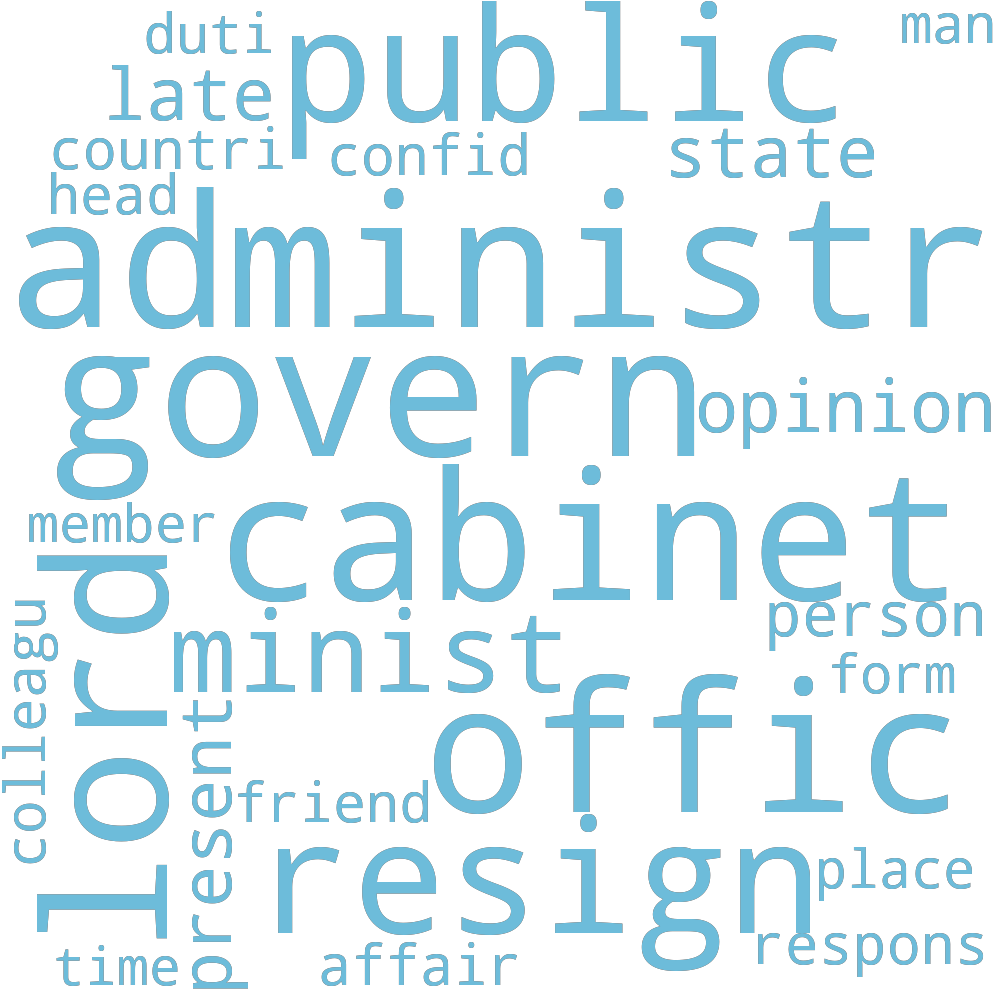 duti
public
man
late
countri
confid
state
head
administr
govern
opinion
cabinet
member
lord
colleagu
minist
person
form
offic
present
friend
resign
place
respons
time
affair